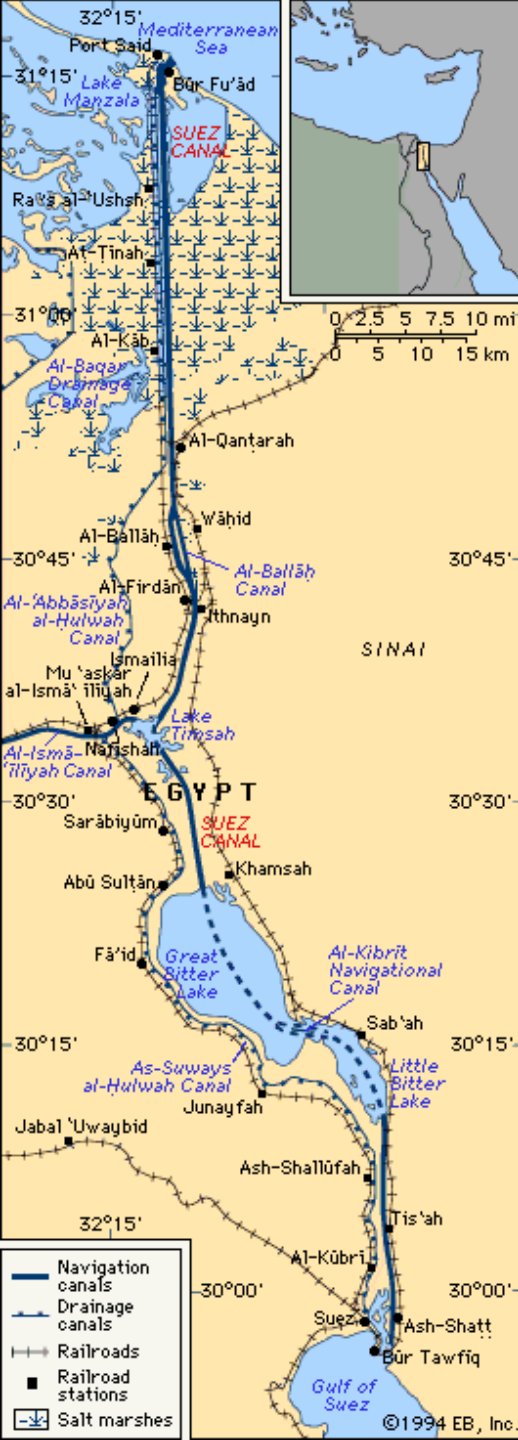 32°15'
Mediterranean
Sea
Port Said
31°15'
Lake
Manzala
Būr Fu'ād
SUEZ
CANAL
Ra's al-'Ushsh
At-Tīnah
31°00'
0 2.5 5 7.5 10 mi
0 5 10 15 km
Al-Kāb
Al-Baqar
Drainage
Canal
Al-Qanṭarah
Wāḥid
Al-Ballāḥ
30°45'
30°45'
Al-Ballāḥ
Canal
Al-Firdān
Ithnayn
Al-'Abbāsīyah
al-Ḥulwah
Canal
SINAI
Ismailia
Mu'askar
al-Ismā'īlīyah
Lake
Timsah
Nafīshah
Al-Ismā-
'īlīyah Canal
30°30'
30°30'
EGYPT
Sarābiyūm
SUEZ
CANAL
Khamsah
Abū Sulṭān
Fā'id
Great
Bitter
Lake
Al-Kibrīt
Navigational
Canal
Sab'ah
30°15'
30°15'
As-Suways
al-Ḥulwah Canal
Little
Bitter
Lake
Junayfah
Jabal 'Uwaybid
Ash-Shallūfah
32°15'
Tis'ah
Al-Kūbrī
30°00'
30°00'
Suez
Ash-Shaṭṭ
Būr Tawfīq
Gulf of
Suez
Navigation
canals
Drainage
canals
Railroads
Railroad
stations
Salt marshes
©1994 EB, Inc.